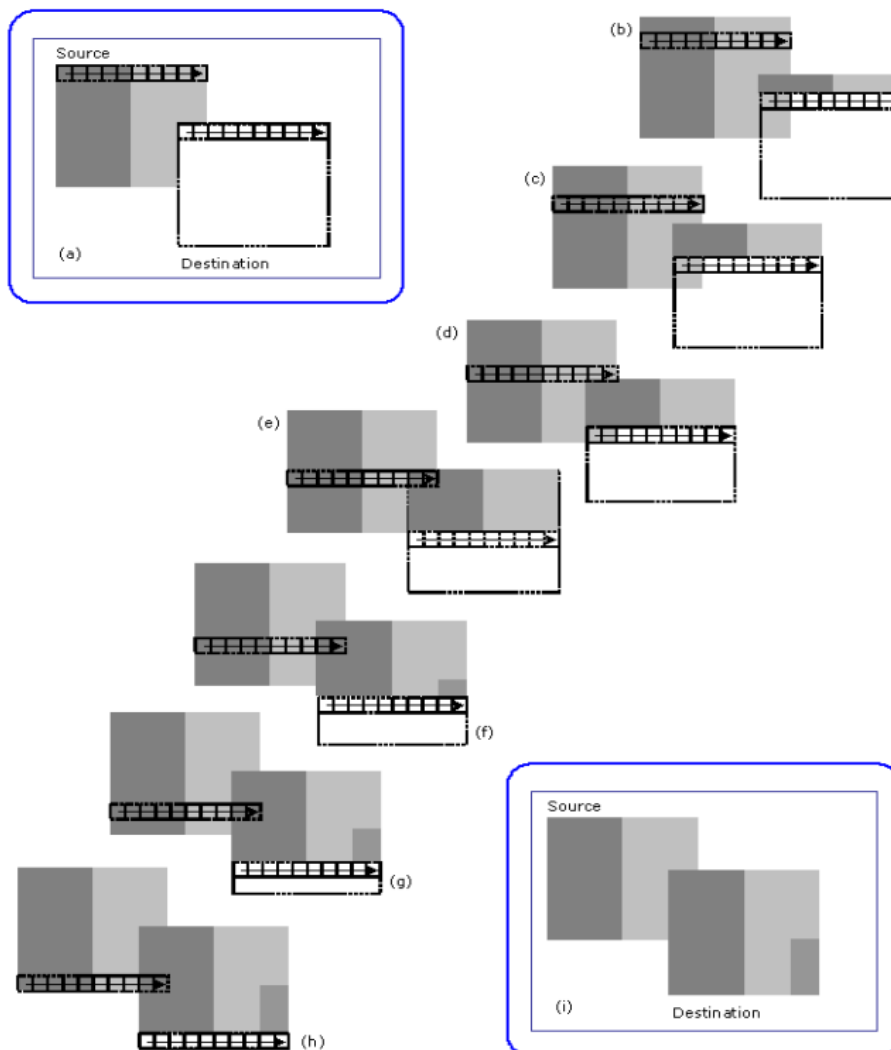 Source
(a)
Destination
(b)
(c)
(d)
(e)
(f)
(g)
(h)
Source
(i)
Destination